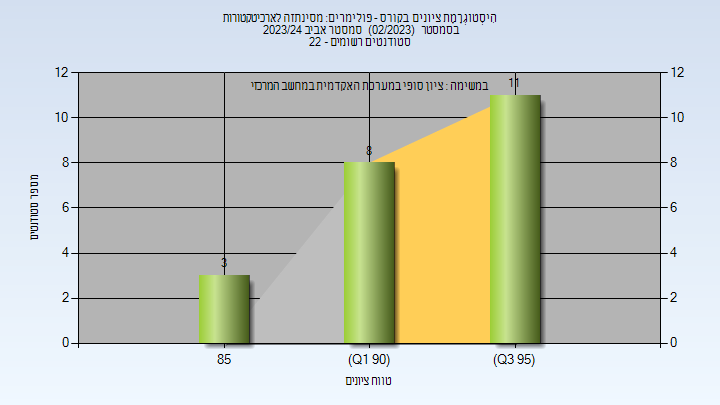 הִיסְטוֹגְרָמַת ציונים בקורס - פולימרים: מסינתזה לארכיטקטורות
בסמסטר (02/2023) סמסטר אביב 2023/24
סטודנטים רשומים - 22
במשימה : ציון סופי במערכת האקדמית במחשב המרכזי
12 12
10 10
8 8
6 6
4 4
2 2
0 0
3 8 11
85 (Q1 90) (Q3 95)
מספר סטודנטים
טווח ציונים